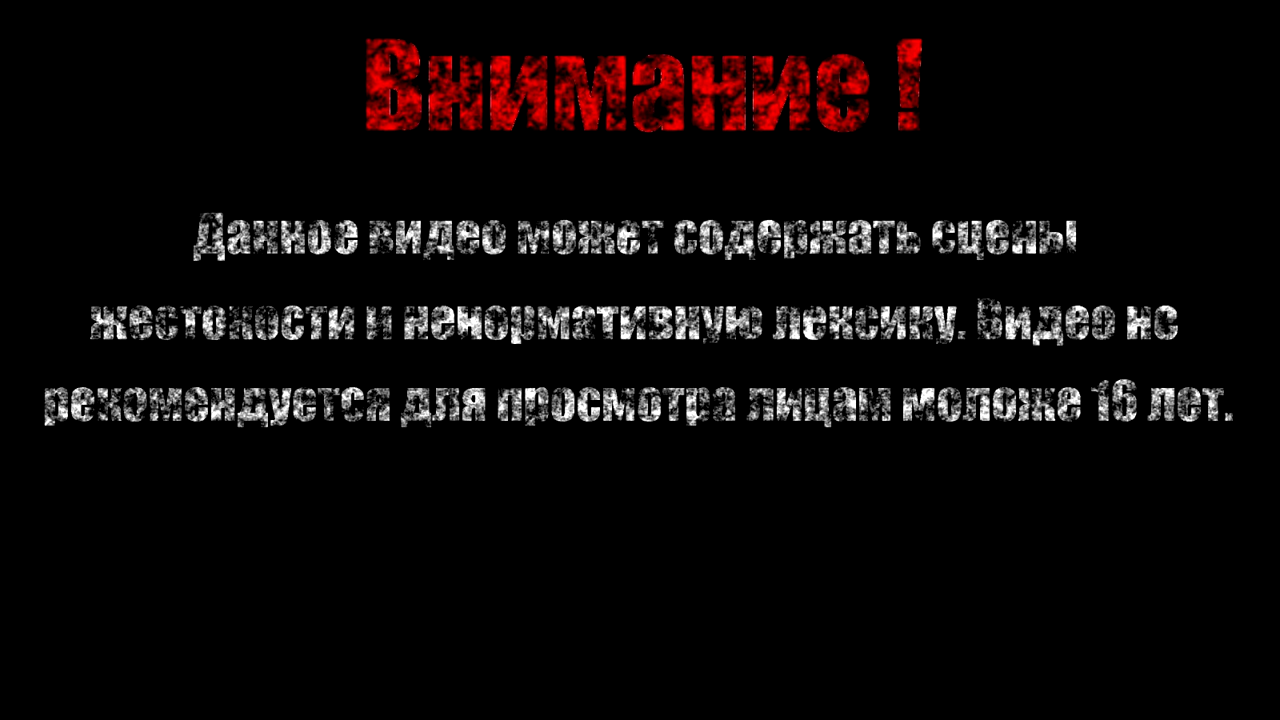 Внимание !
Данное видео может содержать сцены
жестокости и ненормативную лексику. Видео не
рекомендуется для просмотра лицам моложе 16 лет.